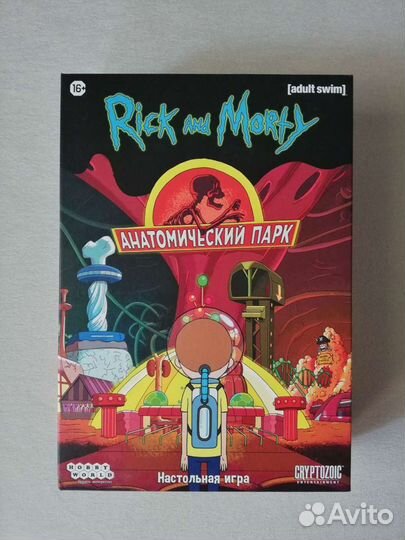 16+
[adult swim]
Rick and Morty
АНАТОМИЧЕСКИЙ ПАРК
HOBBY
WORLD
Настольная игра
CRYPTOZOIC
ENTERTAINMENT
Avito